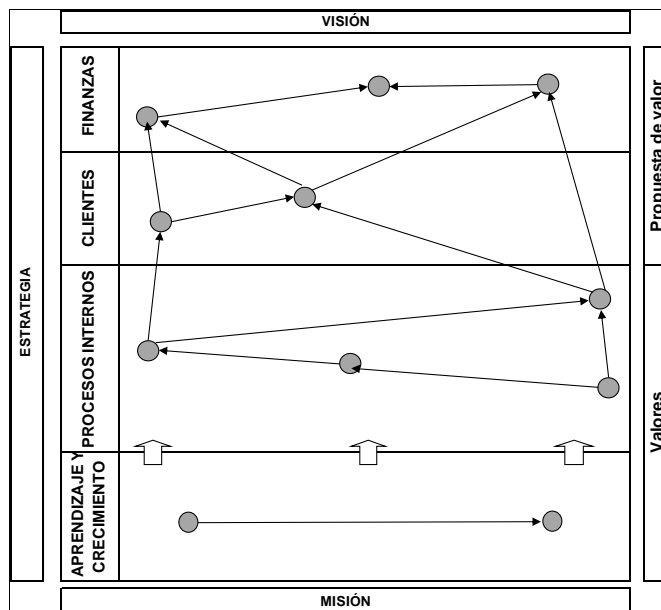 VISIÓN
ESTRATEGIA
FINANZAS
CLIENTES
PROCESOS INTERNOS
APRENDIZAJE Y
CRECIMIENTO
Propuesta de valor
Valores
MISIÓN